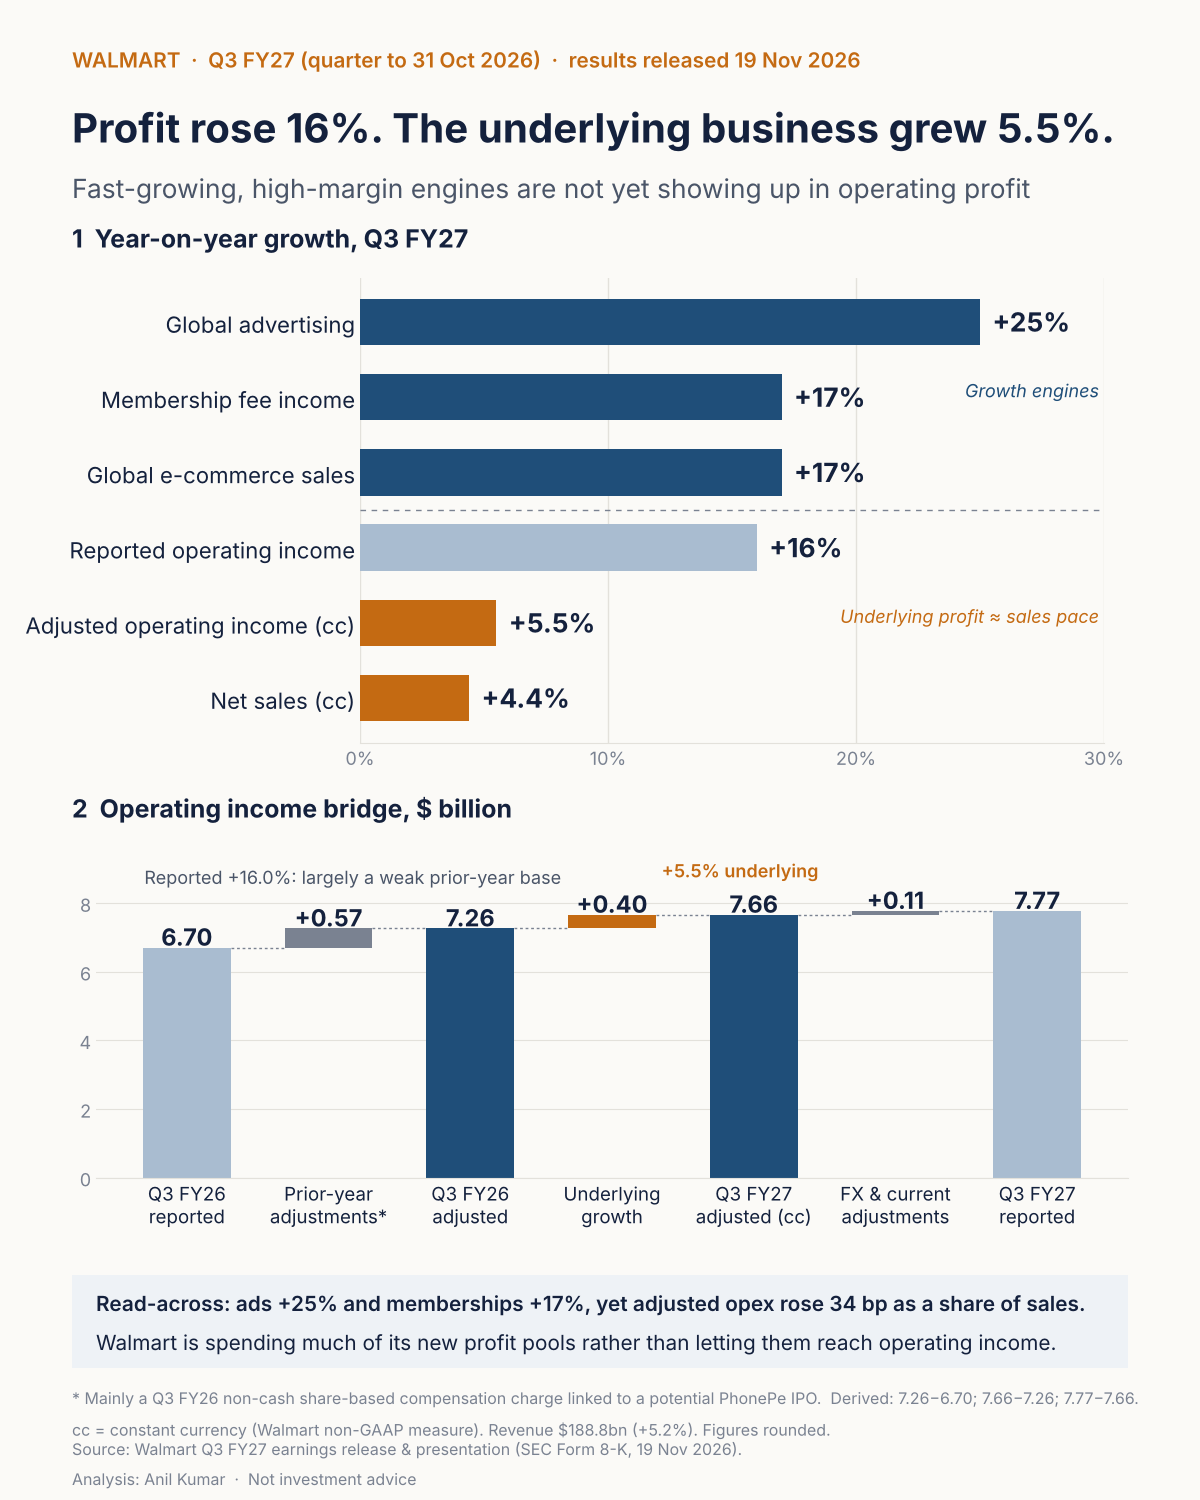 WALMART · Q3 FY27 (quarter to 31 Oct 2026) · results released 19 Nov 2026
Profit rose 16%. The underlying business grew 5.5%.
Fast-growing, high-margin engines are not yet showing up in operating profit
1 Year-on-year growth, Q3 FY27
Global advertising +25%
Membership fee income +17% Growth engines
Global e-commerce sales +17%
Reported operating income +16%
Adjusted operating income (cc) +5.5% Underlying profit ≈ sales pace
Net sales (cc) +4.4%
0% 10% 20% 30%
2 Operating income bridge, $ billion
Reported +16.0%: largely a weak prior-year base +5.5% underlying
8
6
4
2
0
6.70 +0.57 7.26 +0.40 7.66 +0.11 7.77
Q3 FY26 reported
Prior-year adjustments*
Q3 FY26 adjusted
Underlying growth
Q3 FY27 adjusted (cc)
FX & current adjustments
Q3 FY27 reported
Read-across: ads +25% and memberships +17%, yet adjusted opex rose 34 bp as a share of sales.
Walmart is spending much of its new profit pools rather than letting them reach operating income.
* Mainly a Q3 FY26 non-cash share-based compensation charge linked to a potential PhonePe IPO. Derived: 7.26−6.70; 7.66−7.26; 7.77−7.66.
cc = constant currency (Walmart non-GAAP measure). Revenue $188.8bn (+5.2%). Figures rounded.
Source: Walmart Q3 FY27 earnings release & presentation (SEC Form 8-K, 19 Nov 2026).
Analysis: Anil Kumar · Not investment advice